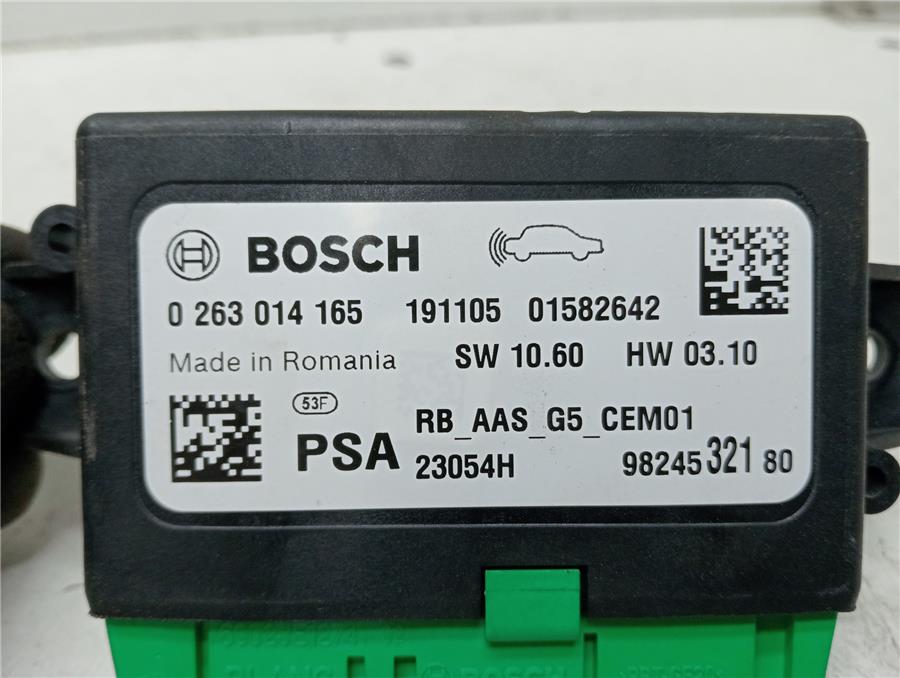 BOSCH
0 263 014 165 191105 01582642
Made in Romania SW 10.60 HW 03.10
53F
PSA RB_AAS_G5_CEM01
23054H 98245 321 80
BOSCH